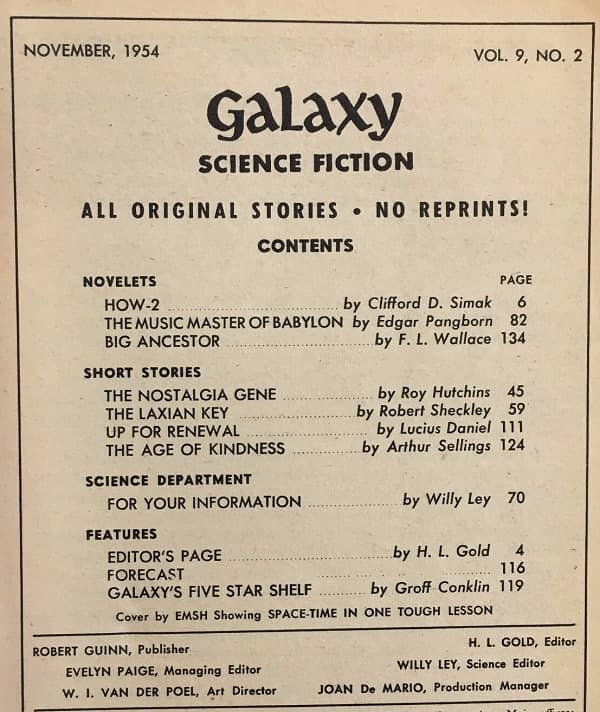 NOVEMBER, 1954 VOL. 9, NO. 2
Galaxy
SCIENCE FICTION
ALL ORIGINAL STORIES • NO REPRINTS!
CONTENTS
NOVELETS PAGE
HOW-2 by Clifford D. Simak 6
THE MUSIC MASTER OF BABYLON by Edgar Pangborn 82
BIG ANCESTOR by F. L. Wallace 134
SHORT STORIES
THE NOSTALGIA GENE by Roy Hutchins 45
THE LAXIAN KEY by Robert Sheckley 59
UP FOR RENEWAL by Lucius Daniel 111
THE AGE OF KINDNESS by Arthur Sellings 124
SCIENCE DEPARTMENT
FOR YOUR INFORMATION by Willy Ley 70
FEATURES
EDITOR'S PAGE by H. L. Gold 4
FORECAST 116
GALAXY'S FIVE STAR SHELF by Groff Conklin 119
Cover by EMSH Showing SPACE-TIME IN ONE TOUGH LESSON
ROBERT GUINN, Publisher H. L. GOLD, Editor
EVELYN PAIGE, Managing Editor WILLY LEY, Science Editor
W. I. VAN DER POEL, Art Director JOAN De MARIO, Production Manager